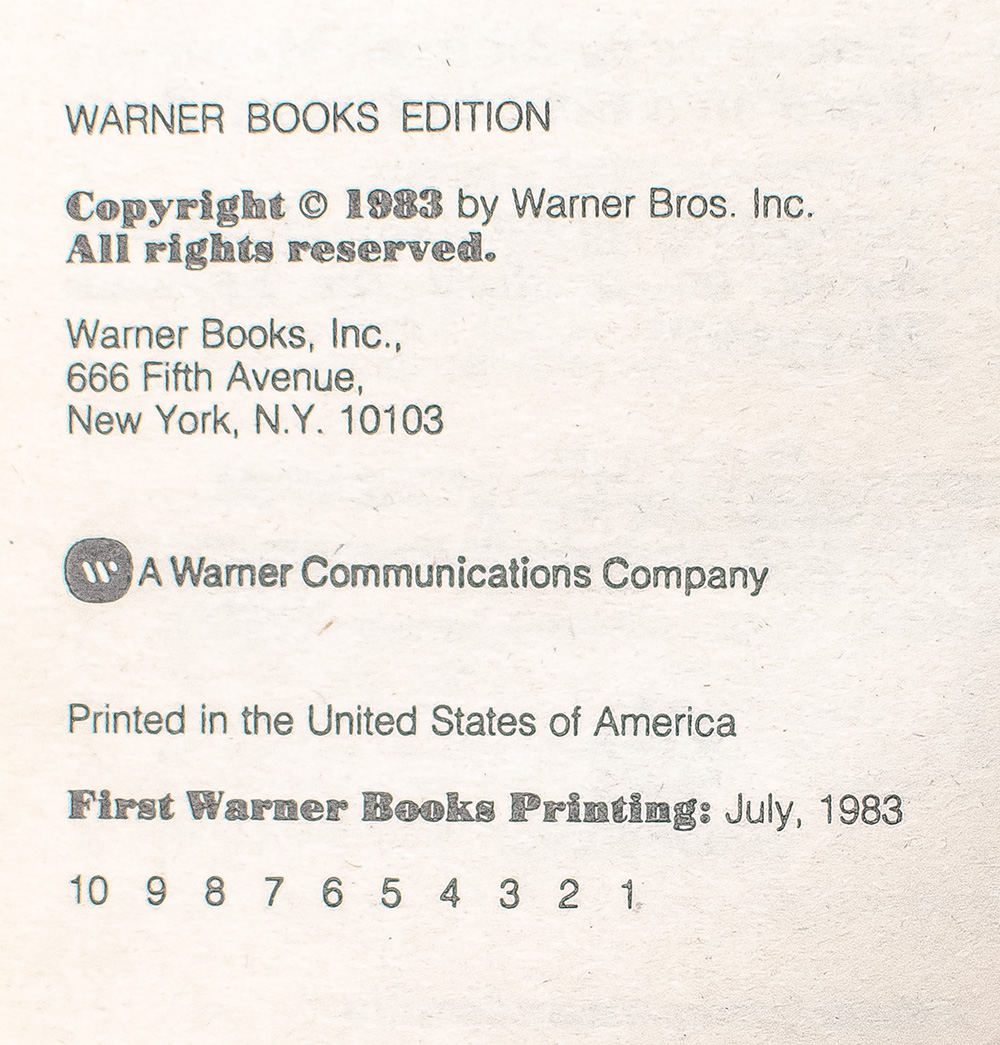 WARNER BOOKS EDITION
Copyright © 1983 by Warner Bros. Inc.
All rights reserved.
Warner Books, Inc.,
666 Fifth Avenue,
New York, N.Y. 10103
A Warner Communications Company
Printed in the United States of America
First Warner Books Printing: July, 1983
10 9 8 7 6 5 4 3 2 1